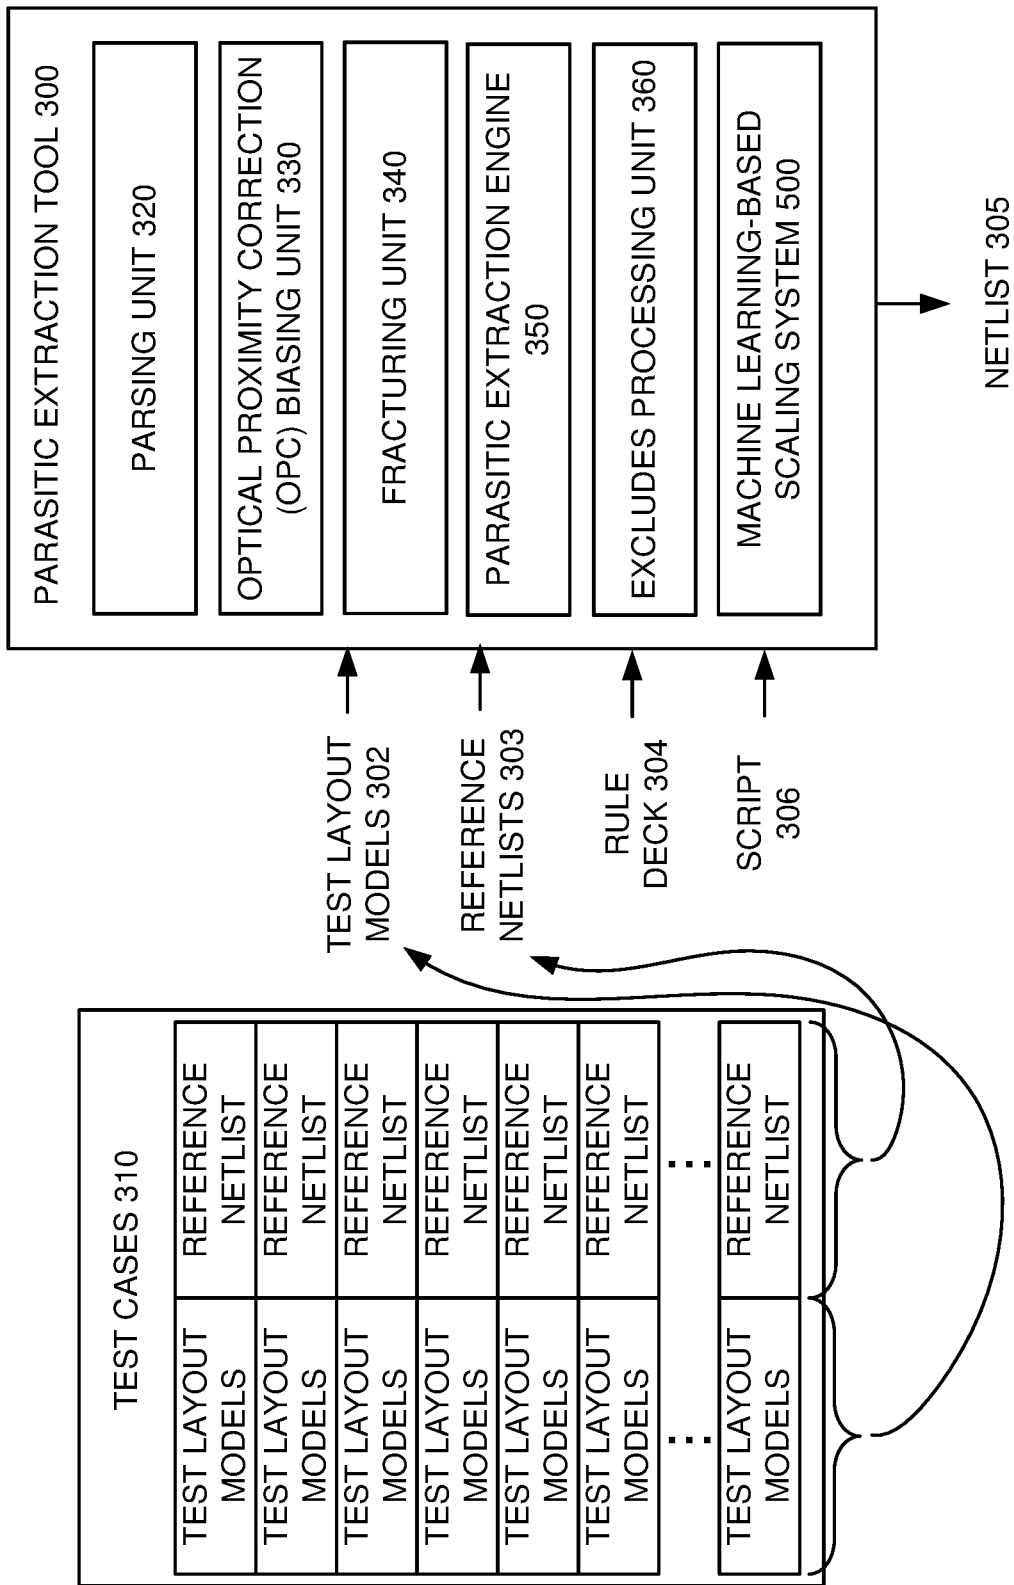 TEST CASES 310
TEST LAYOUT
MODELS
REFERENCE
NETLIST
TEST LAYOUT
MODELS
REFERENCE
NETLIST
TEST LAYOUT
MODELS
REFERENCE
NETLIST
TEST LAYOUT
MODELS
REFERENCE
NETLIST
TEST LAYOUT
MODELS
REFERENCE
NETLIST
TEST LAYOUT
MODELS
REFERENCE
NETLIST
...
...
TEST LAYOUT
MODELS
REFERENCE
NETLIST
TEST LAYOUT
MODELS 302
REFERENCE
NETLISTS 303
RULE
DECK 304
SCRIPT
306
PARASITIC EXTRACTION TOOL 300
PARSING UNIT 320
OPTICAL PROXIMITY CORRECTION
(OPC) BIASING UNIT 330
FRACTURING UNIT 340
PARASITIC EXTRACTION ENGINE
350
EXCLUDES PROCESSING UNIT 360
MACHINE LEARNING-BASED
SCALING SYSTEM 500
NETLIST 305